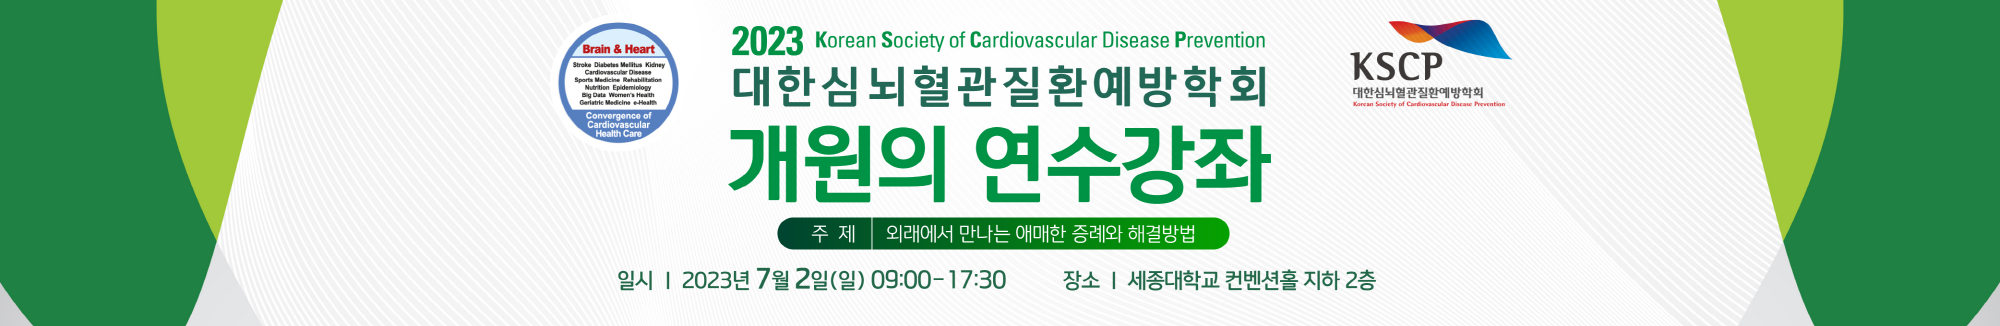 Brain & Heart
Stroke Diabetes Mellitus Kidney
Cardiovascular Disease
Sports Medicine Rehabilitation
Nutrition Epidemiology
Big Data Women's Health
Geriatric Medicine e-Health
Convergence of
Cardiovascular
Health Care
2023 Korean Society of Cardiovascular Disease Prevention
대한심뇌혈관질환예방학회
개원의 연수강좌
주 제 | 외래에서 만나는 애매한 증례와 해결방법
일시 | 2023년 7월 2일(일) 09:00-17:30 장소 | 세종대학교 컨벤션홀 지하 2층
KSCP
대한심뇌혈관질환예방학회
Korean Society of Cardiovascular Disease Prevention